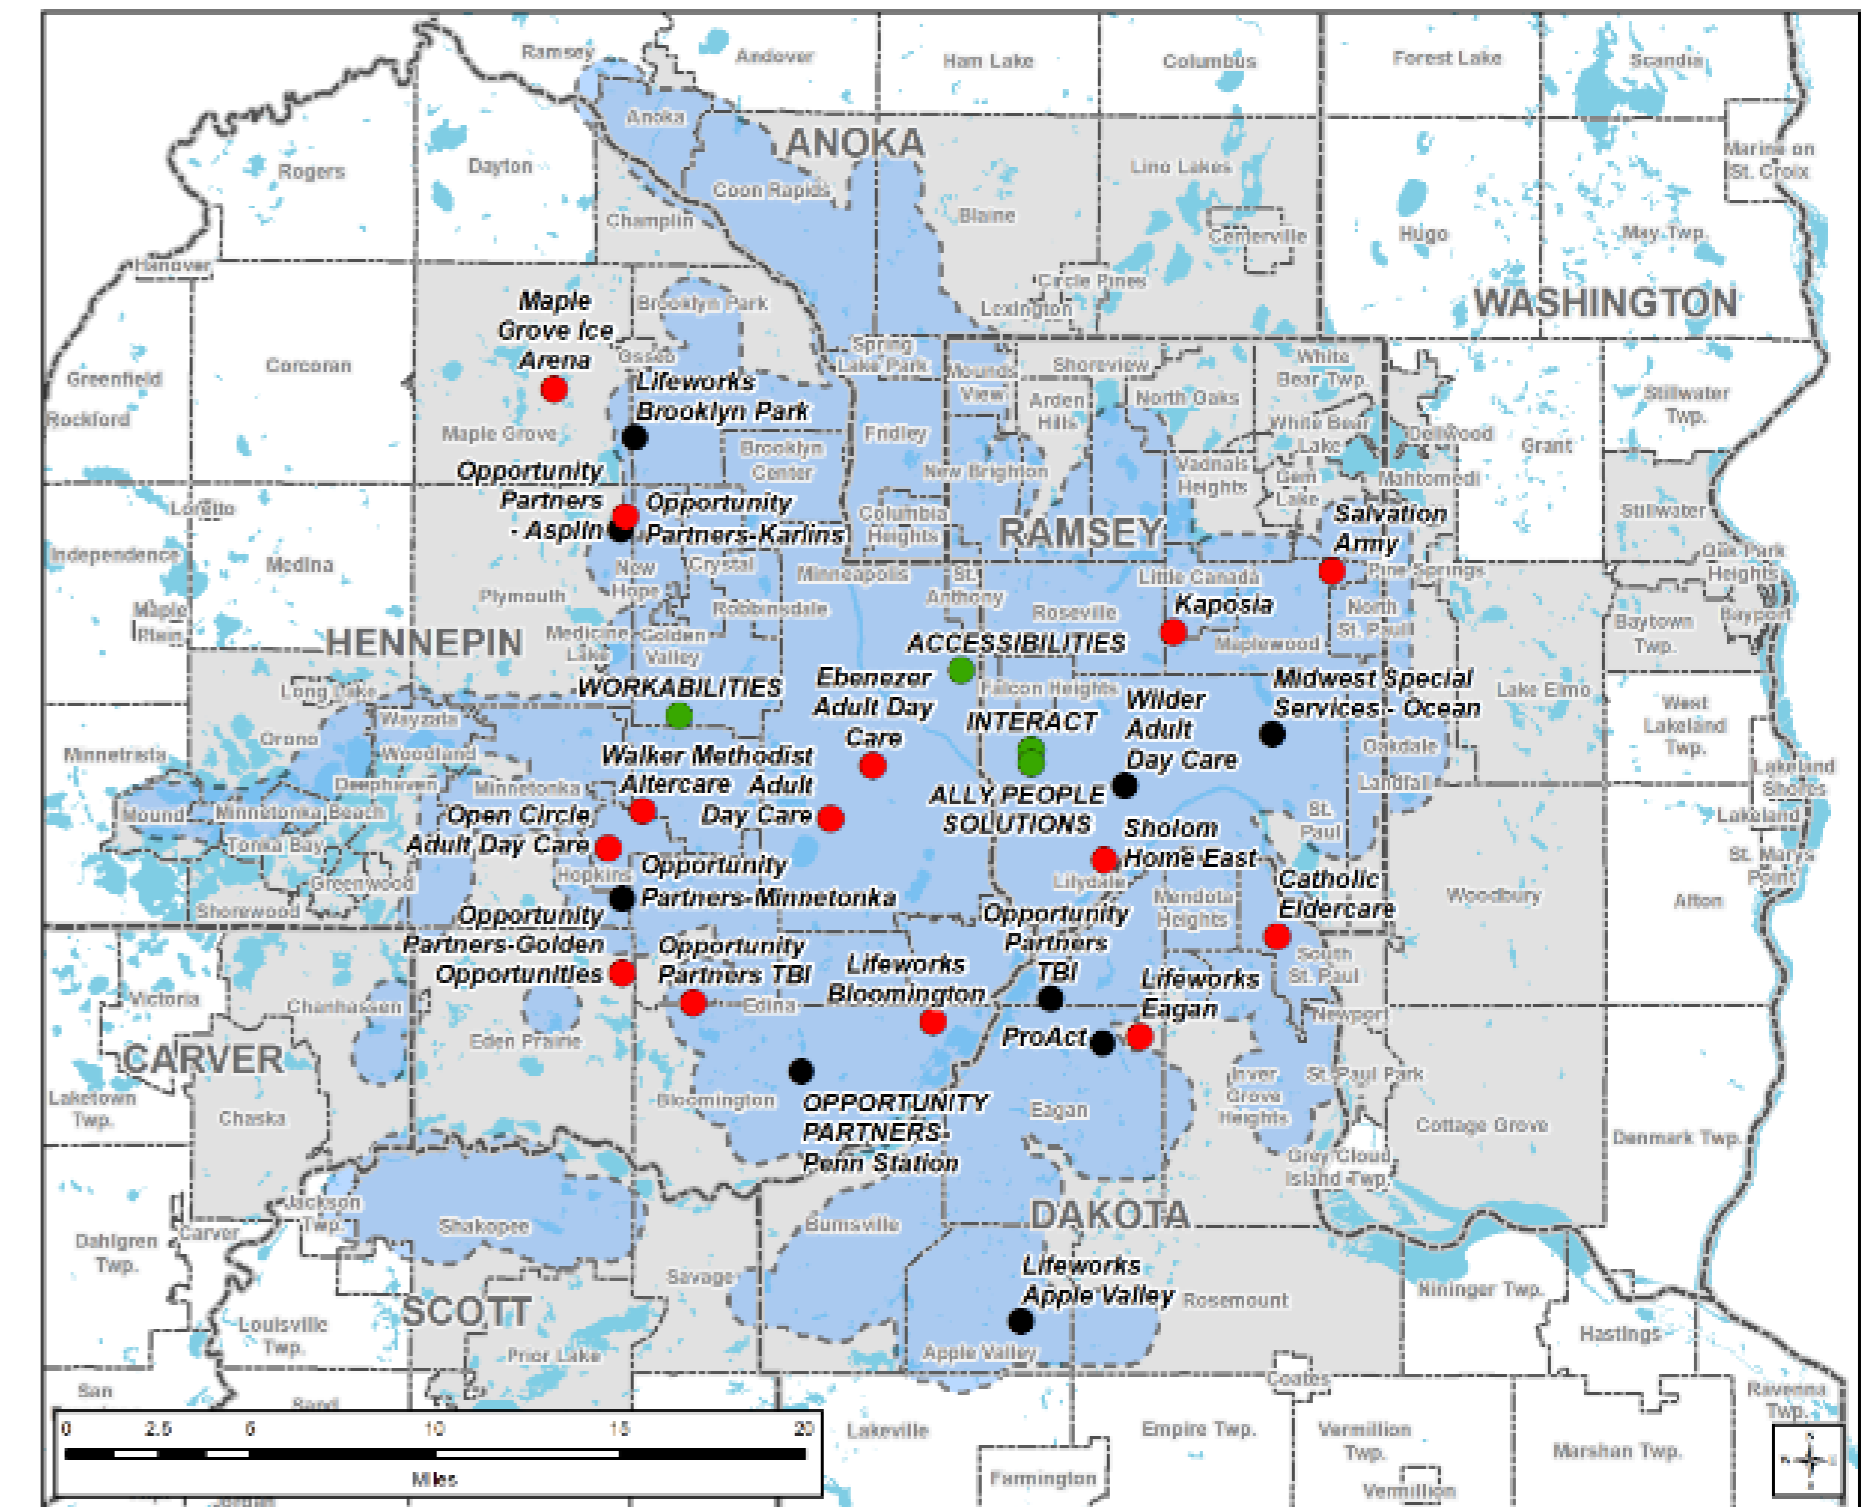 Ramsey
Andover
Ham Lake
Columbus
Forest Lake
Scandia
Anoka
ANOKA
Marine on
St. Croix
Rogers
Dayton
Coon Rapids
Lino Lakes
Champlin
Blaine
Centerville
Hugo
May Twp.
Hanover
Circle Pines
Lexington
WASHINGTON
Maple
Grove Ice
Arena
Brooklyn Park
Osseo
Spring
Lake Park
Mounds
View
Shoreview
White
Bear Twp.
Corcoran
Greenfield
Rockford
Lifeworks
Brooklyn Park
Arden
Hills
North Oaks
Stillwater
Twp.
Maple Grove
Brooklyn
Center
Fridley
White Bear
Lake
Dellwood
Grant
New Brighton
Vadnais
Heights
Gem
Lake
Mahtomedi
Opportunity
Partners
- Asplin
Opportunity
Partners-Karlins
Columbia
Heights
RAMSEY
Salvation
Army
Stillwater
Loretto
Independence
Medina
New
Hope
Crystal
Minneapolis
St.
Anthony
Little Canada
Pine Springs
Oak Park
Heights
Plymouth
Robbinsdale
Roseville
Kaposia
North
St. Paul
Maple
Plain
Baytown
Twp.
Bayport
HENNEPIN
Medicine
Lake
Golden
Valley
ACCESSIBILITIES
Maplewood
Long Lake
WORKABILITIES
Ebenezer
Adult Day
Care
Falcon Heights
Midwest Special
Services - Ocean
Lake Elmo
Wayzata
INTERACT
Wilder
Adult
Day Care
West
Lakeland
Twp.
Orono
Woodland
Minnetrista
Walker Methodist
Altercare Adult
Day Care
Oakdale
Landfall
Lakeland
Shores
Deephaven
Minnetonka
ALLY PEOPLE
SOLUTIONS
Mound
Minnetonka Beach
Open Circle
Adult Day Care
St.
Paul
Lakeland
Tonka Bay
Sholom
Home East
St. Marys
Point
Greenwood
Hopkins
Opportunity
Partners-Minnetonka
Lilydale
Mendota
Heights
Catholic
Eldercare
Woodbury
Afton
Shorewood
Opportunity
Partners-Golden
Opportunities
Opportunity
Partners TBI
Lifeworks
Bloomington
Opportunity
Parthers
TBI
Lifeworks
Eagan
South
St. Paul
Victoria
Chanhassen
Edina
Newport
Eden Prairie
ProAct
CARVER
Laketown
Twp.
Chaska
Bloomington
OPPORTUNITY
PARTNERS-
Penn Station
Eagan
Inver
Grove
Heights
St. Paul Park
Cottage Grove
Denmark Twp.
Grey Cloud
Island Twp.
Jackson
Twp.
Shakopee
Burnsville
DAKOTA
Dahlgren
Twp.
Carver
Savage
Lifeworks
Apple Valley
Rosemount
Nininger Twp.
SCOTT
Louisville
Twp.
Hastings
Prior Lake
Apple Valley
San
Sand
Coates
Ravenna
Twp.
0 2.5 5 10 15 20
Miles
Lakeville
Empire Twp.
Vermillion
Twp.
Marshan Twp.
Farmington
Vermillion
Jordan